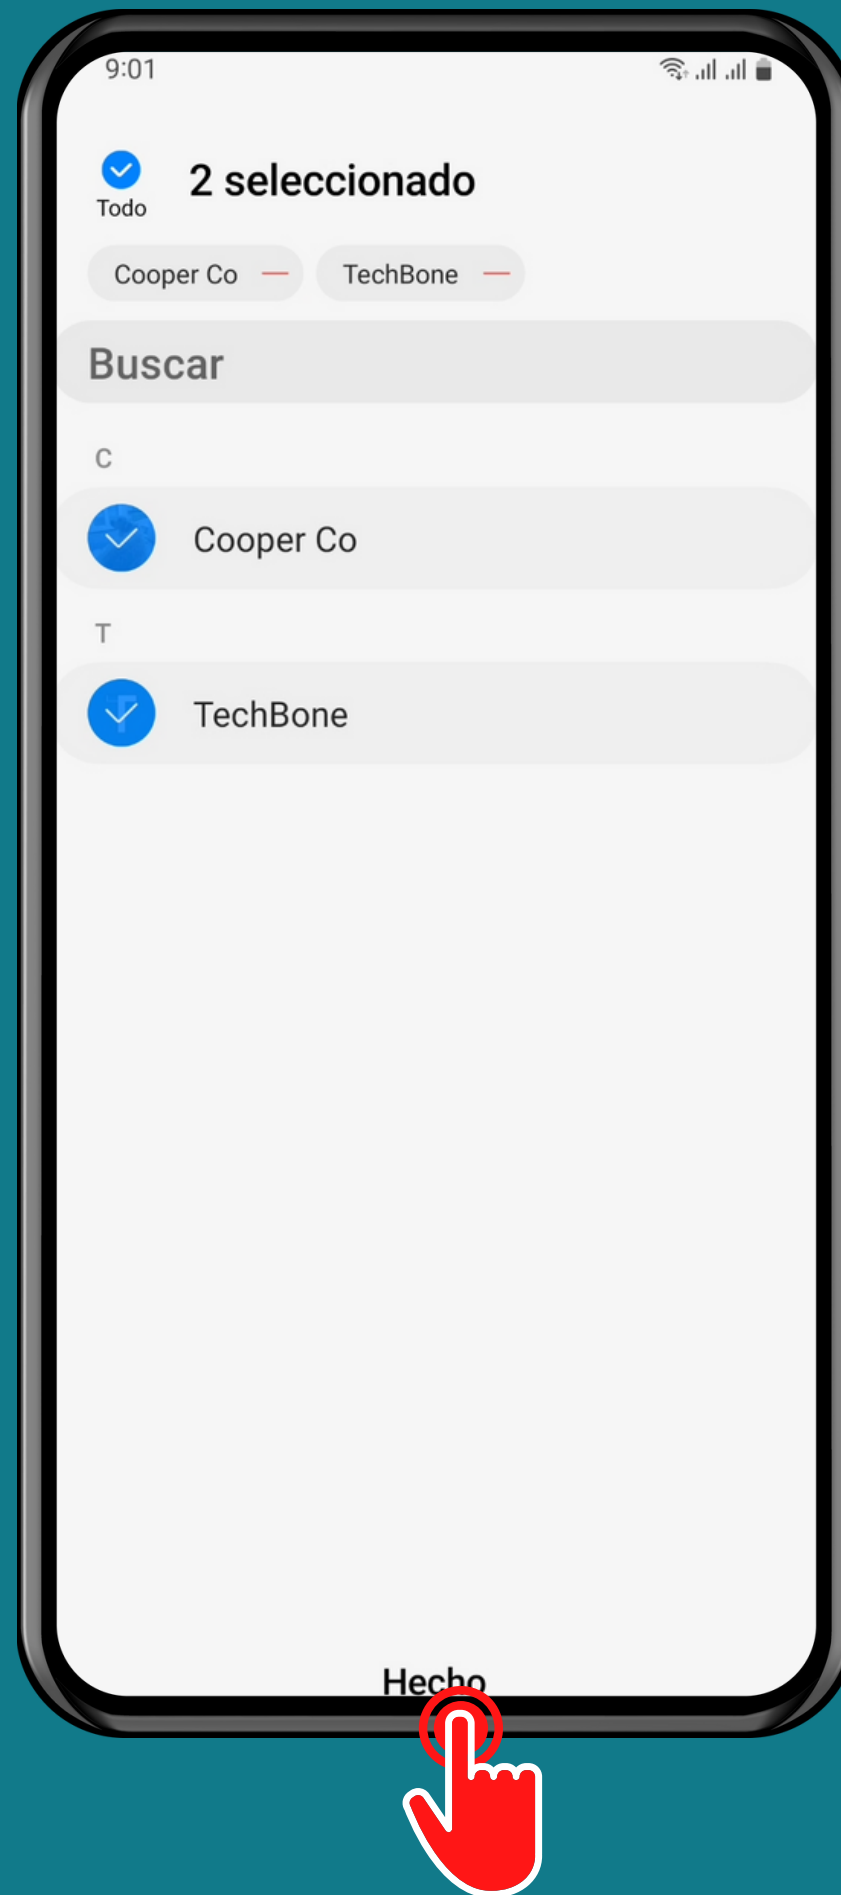 9:01
2 seleccionado
Todo
Cooper Co
TechBone
Buscar
C
Cooper Co
T
TechBone
Hecho